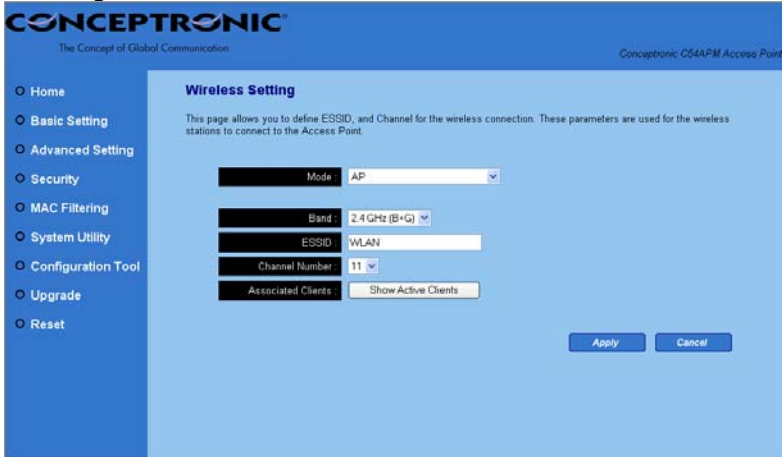 CONCEPTRONIC
The Concept of Global Communication
Conceptronic C54APM Access Point
Home
Basic Setting
Advanced Setting
Security
MAC Filtering
System Utility
Configuration Tool
Upgrade
Reset
Wireless Setting
This page allows you to define ESSID, and Channel for the wireless connection. These parameters are used for the wireless
stations to connect to the Access Point.
Mode : AP
Band : 2.4 GHz (B+G)
ESSID : WLAN
Channel Number : 11
Associated Clients : Show Active Clients
Apply Cancel